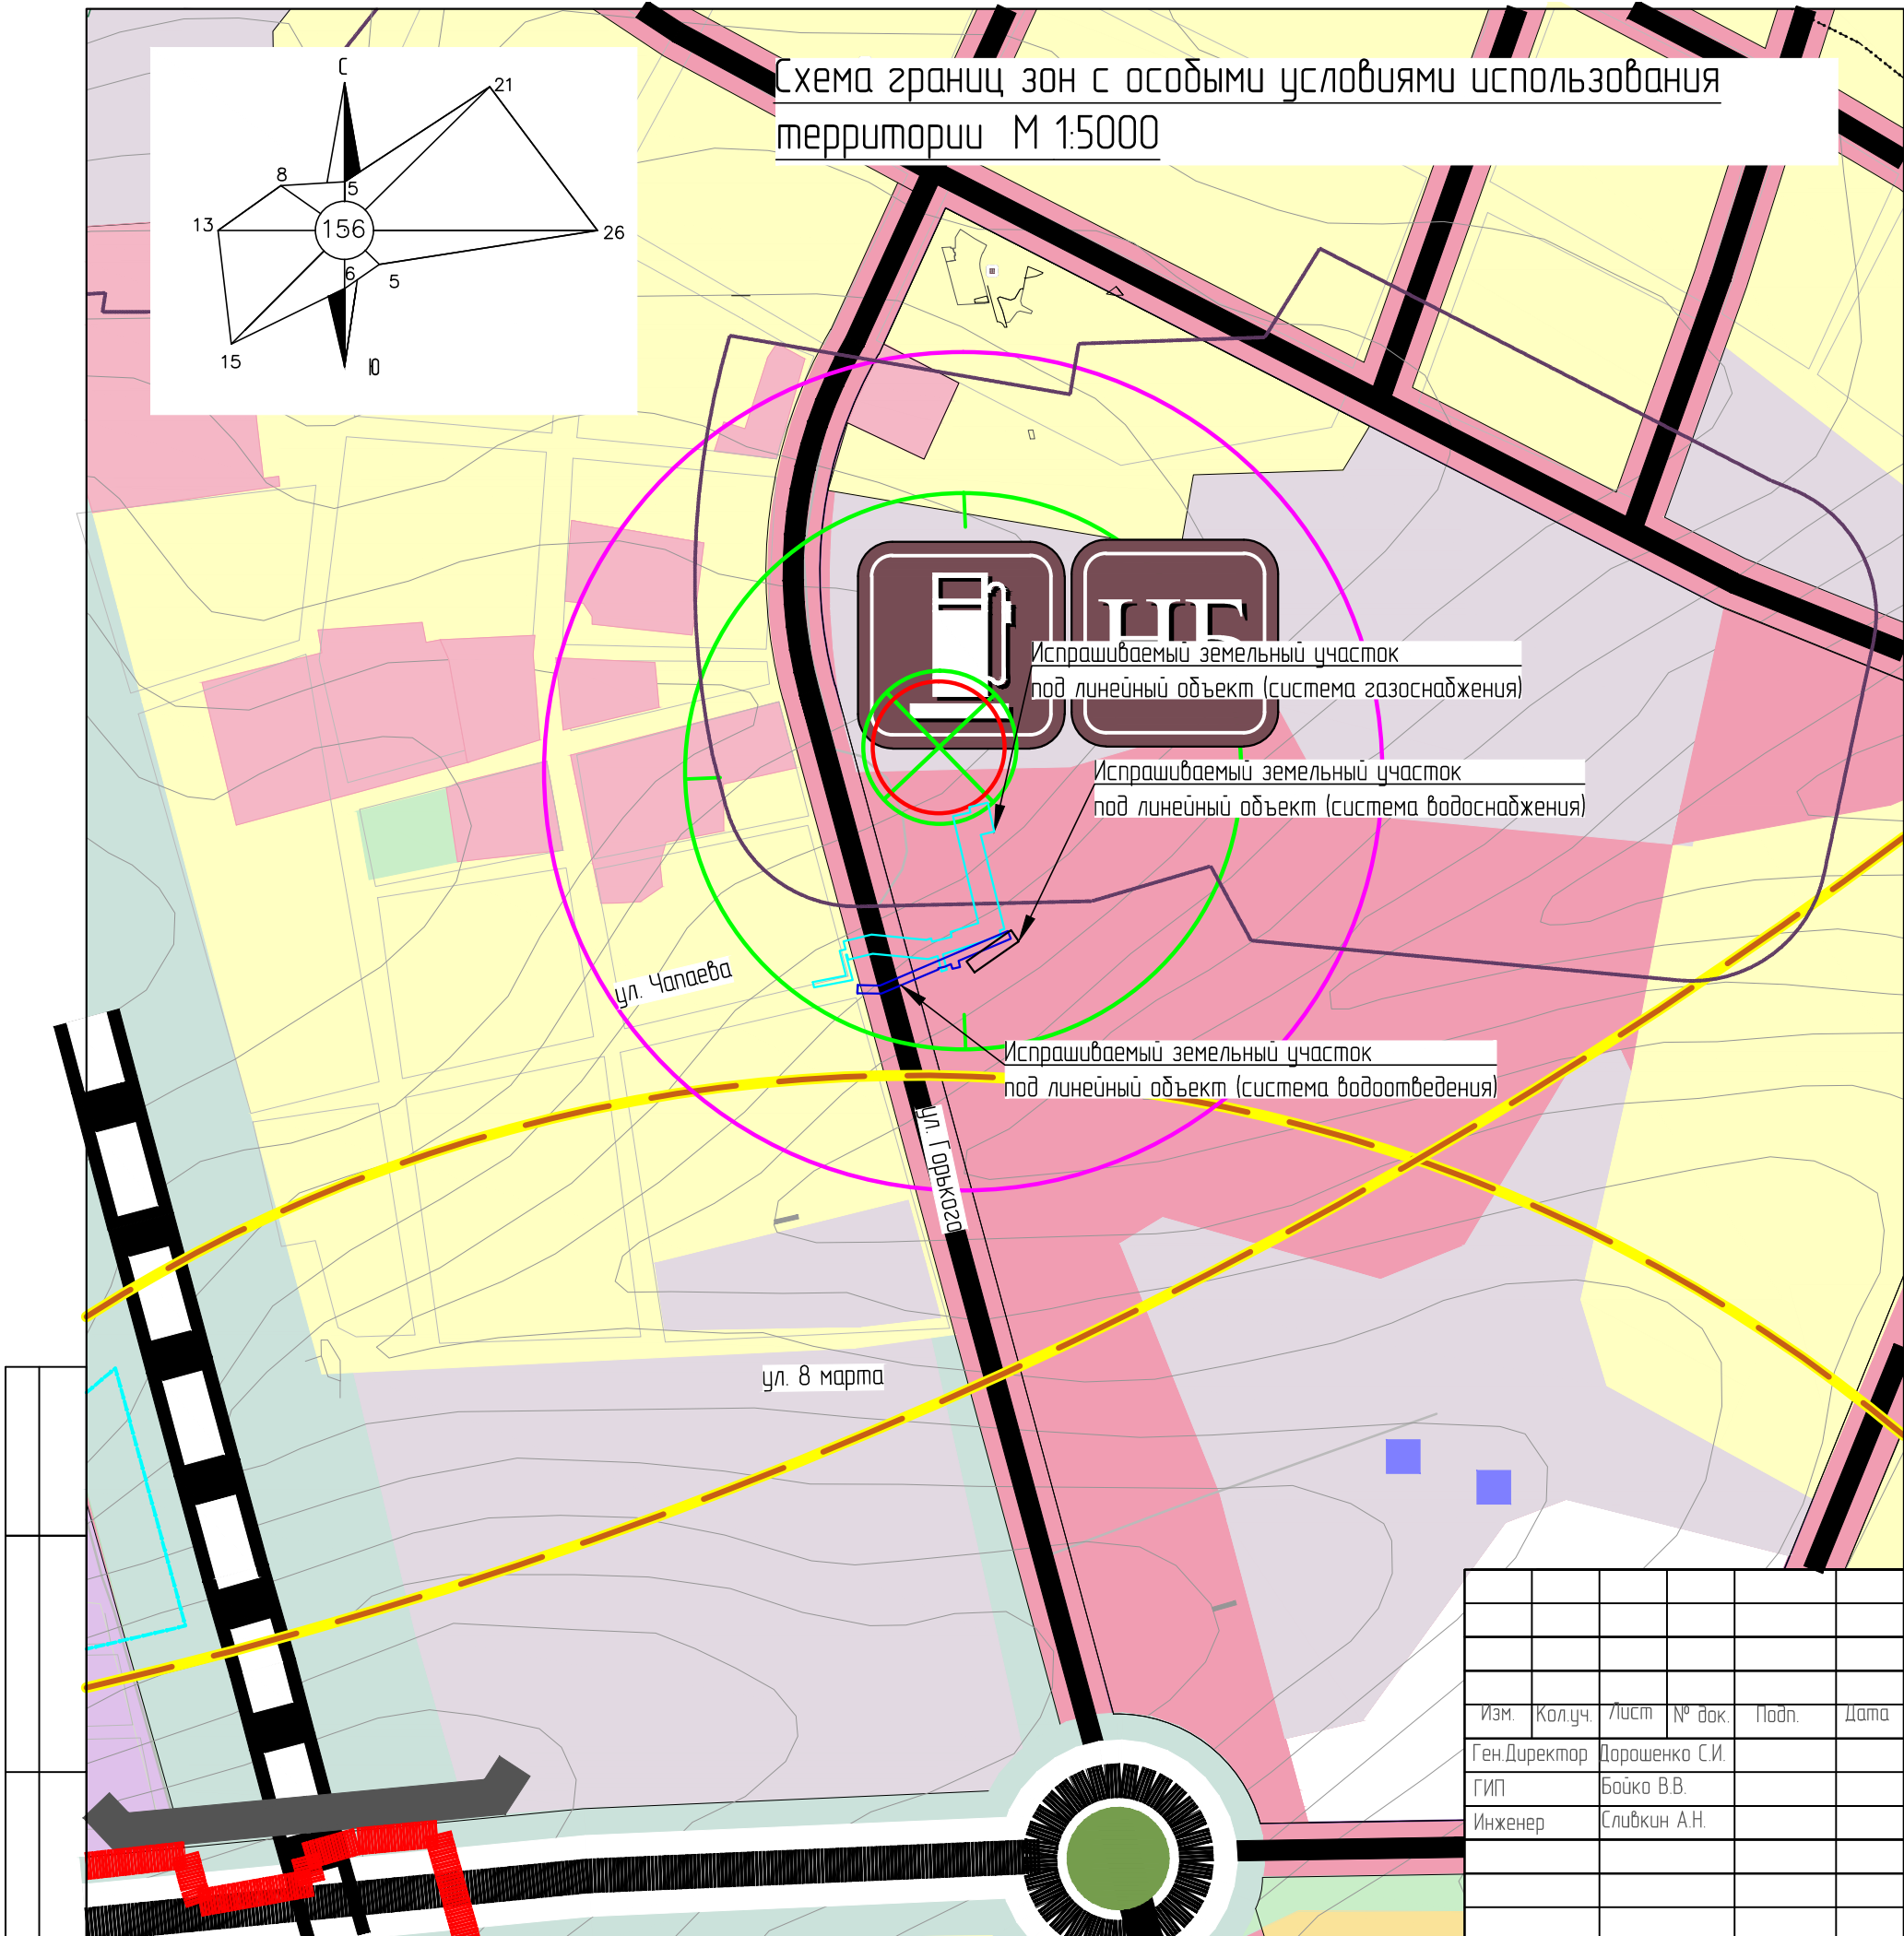 Схема границ зон с особыми условиями использования
территории М 1:5000
С
21
8
5
13
156
26
6
5
15
Ю
НБ
Испрашиваемый земельный участок
под линейный объект (система газоснабжения)
Испрашиваемый земельный участок
под линейный объект (система водоснабжения)
ул. Чапаева
Испрашиваемый земельный участок
под линейный объект (система водоотведения)
ул. Горького
ул. 8 марта
Изм. Кол.уч. Лист № док. Подп. Дата
Ген.Директор Дорошенко С.И.
ГИП Бойко В.В.
Инженер Сливкин А.Н.